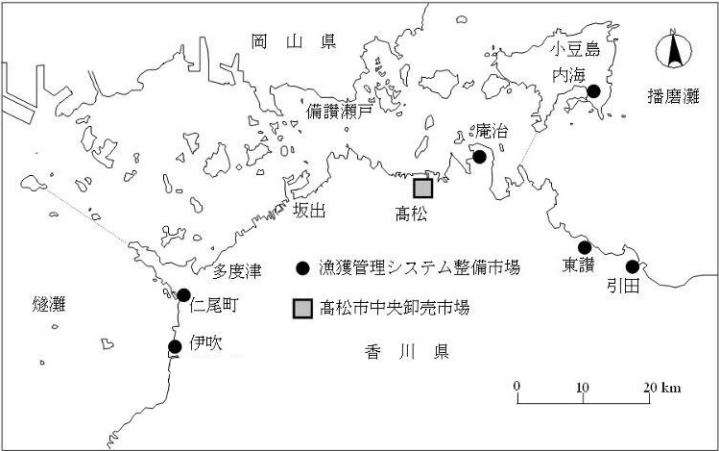 岡山県
小豆島
内海
N
播磨灘
備讃瀬戸
庵治
坂出
高松
東讃
引田
多度津
燧灘
仁尾町
伊吹
漁獲管理システム整備市場
高松市中央卸売市場
香川県
0 10 20 km